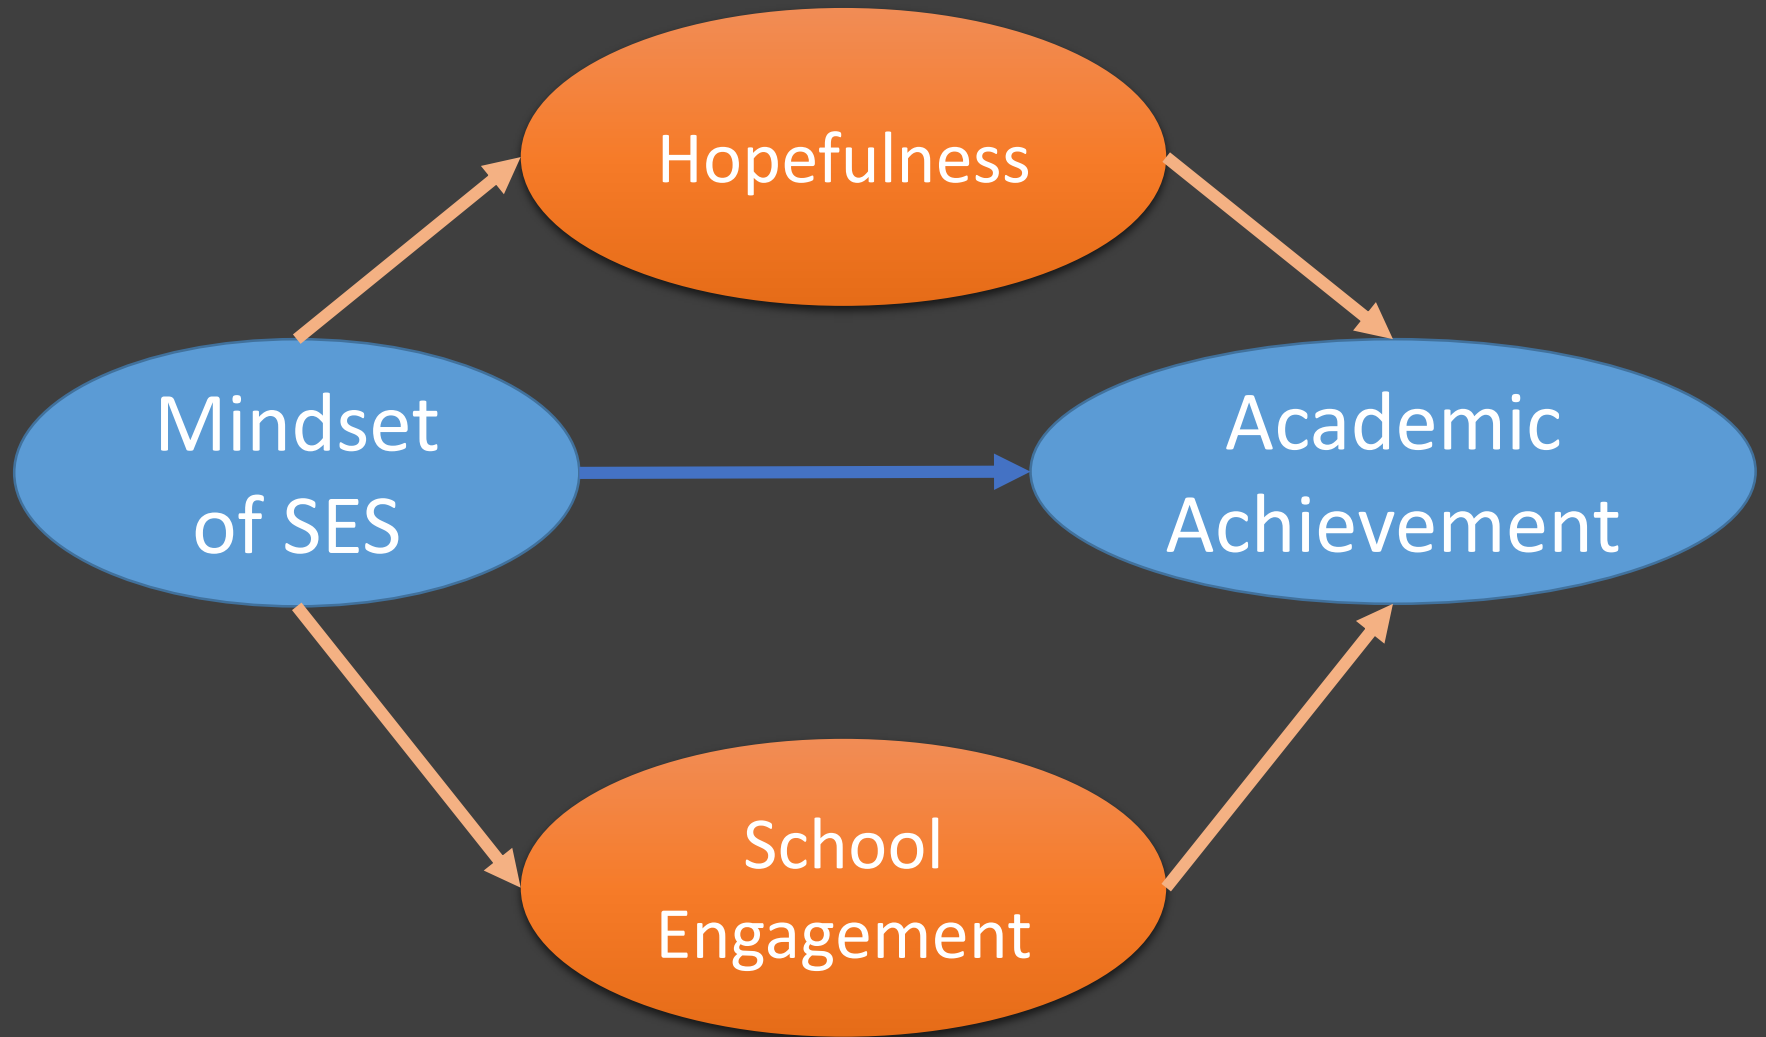 Hopefulness
Mindset
of SES
Academic
Achievement
School
Engagement